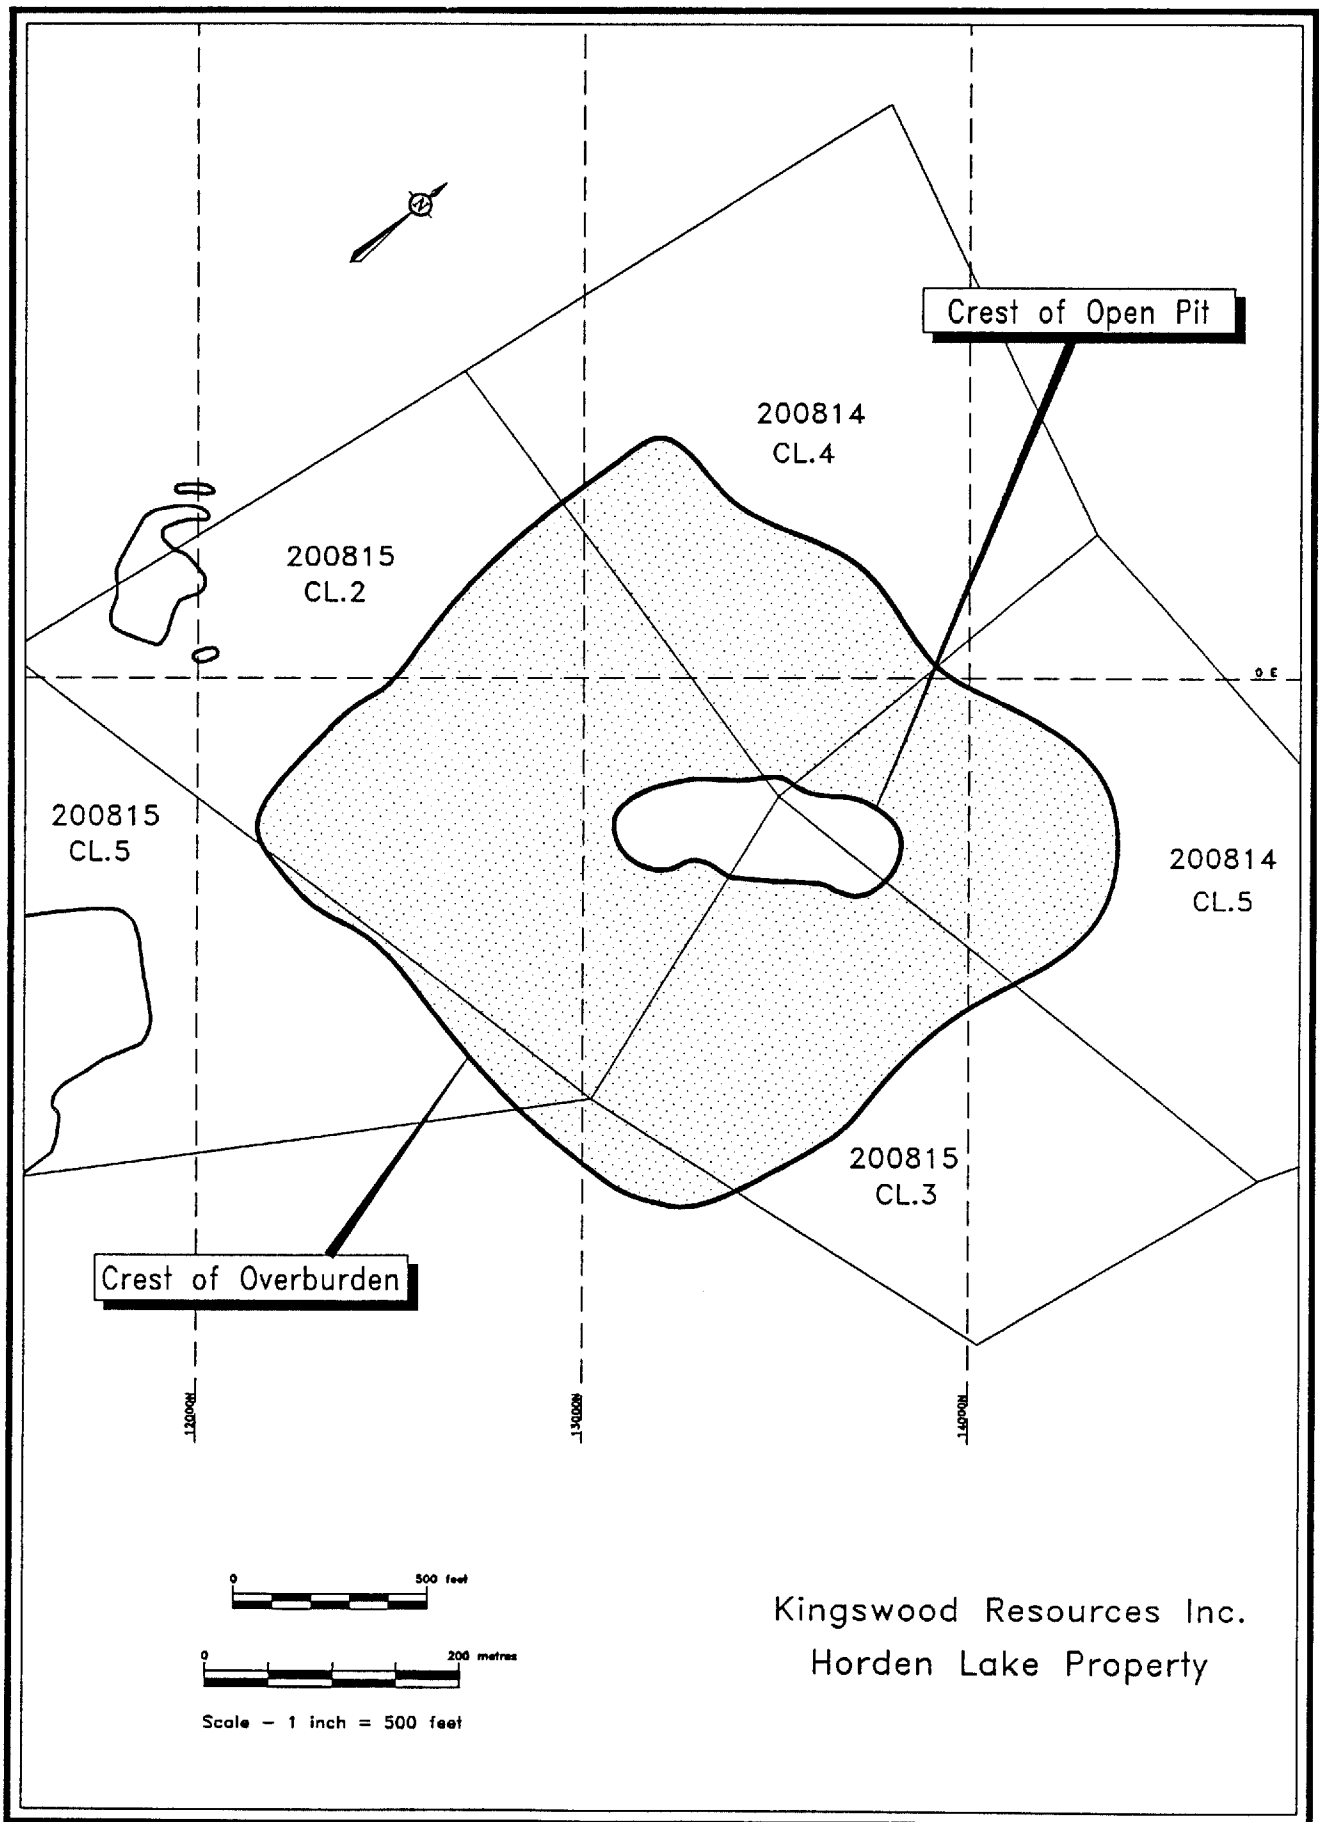 N
Crest of Open Pit
200814
CL.4
200815
CL.2
0 E
200815
CL.5
200814
CL.5
200815
CL.3
Crest of Overburden
12000N
13000N
14000N
0 500 feet
0 200 metres
Scale - 1 inch = 500 feet
Kingswood Resources Inc.
Horden Lake Property